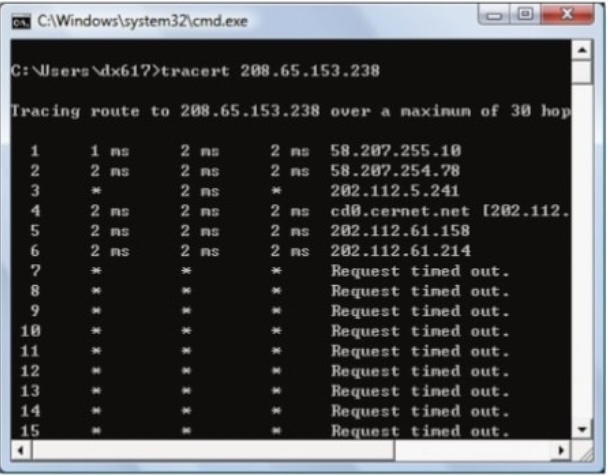 C:\Windows\system32\cmd.exe
C:\Users\dx617>tracert 208.65.153.238
Tracing route to 208.65.153.238 over a maximum of 30 hop
1 1 ms 2 ms 2 ms 58.207.255.10
2 2 ms 2 ms 2 ms 58.207.254.78
3 * 2 ms * 202.112.5.241
4 2 ms 2 ms 2 ms cd0.cernet.net [202.112.
5 2 ms 2 ms 2 ms 202.112.61.158
6 2 ms 2 ms 2 ms 202.112.61.214
7 * * * Request timed out.
8 * * * Request timed out.
9 * * * Request timed out.
10 * * * Request timed out.
11 * * * Request timed out.
12 * * * Request timed out.
13 * * * Request timed out.
14 * * * Request timed out.
15 * * * Request timed out.